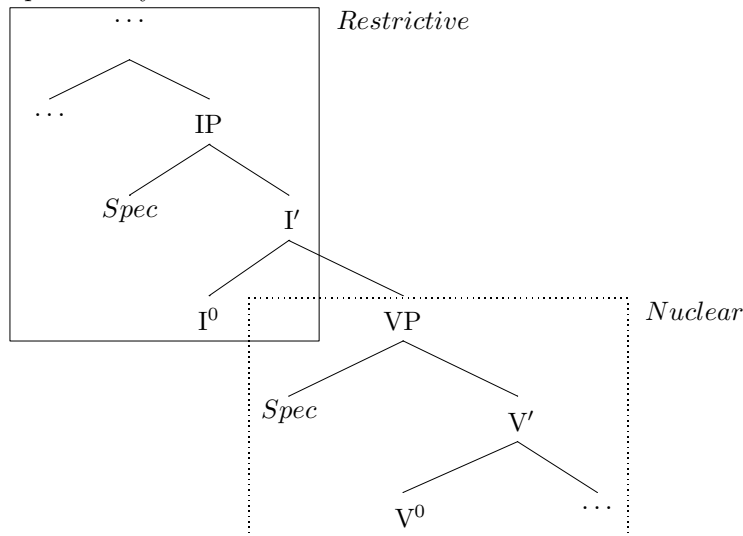 ...
Restrictive
...
IP
Spec
I′
I⁰
VP
Nuclear
Spec
V′
V⁰
...